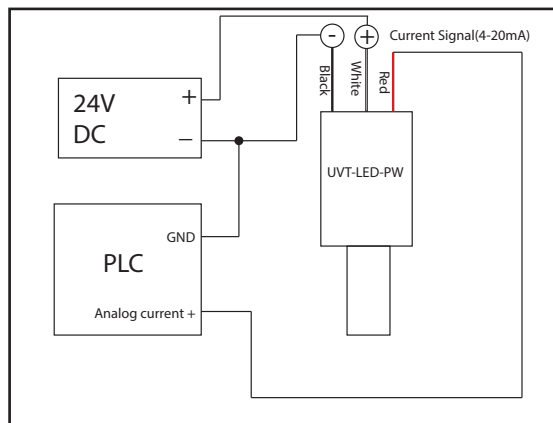 Current Signal(4-20mA)
-
+
Black
White
Red
24V
DC
+
−
UVT-LED-PW
GND
PLC
Analog current +